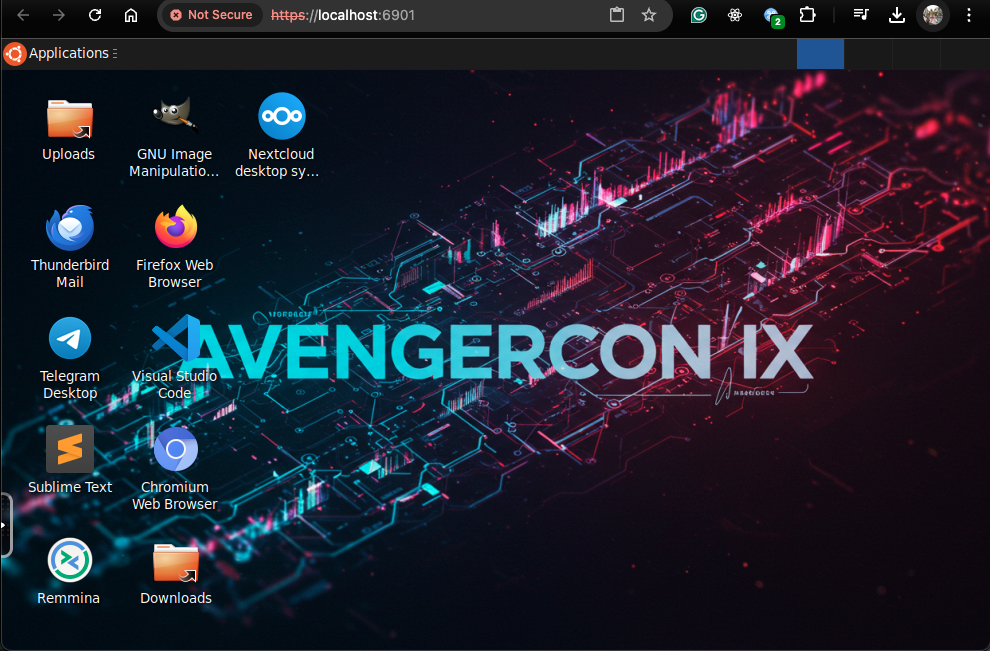 Not Secure
https://localhost:6901
2
Applications
Uploads
GNU Image
Manipulatio...
Nextcloud
desktop sy...
Thunderbird
Mail
Firefox Web
Browser
AVENGERCON IX
Telegram
Desktop
Visual Studio
Code
Sublime Text
Chromium
Web Browser
Remmina
Downloads